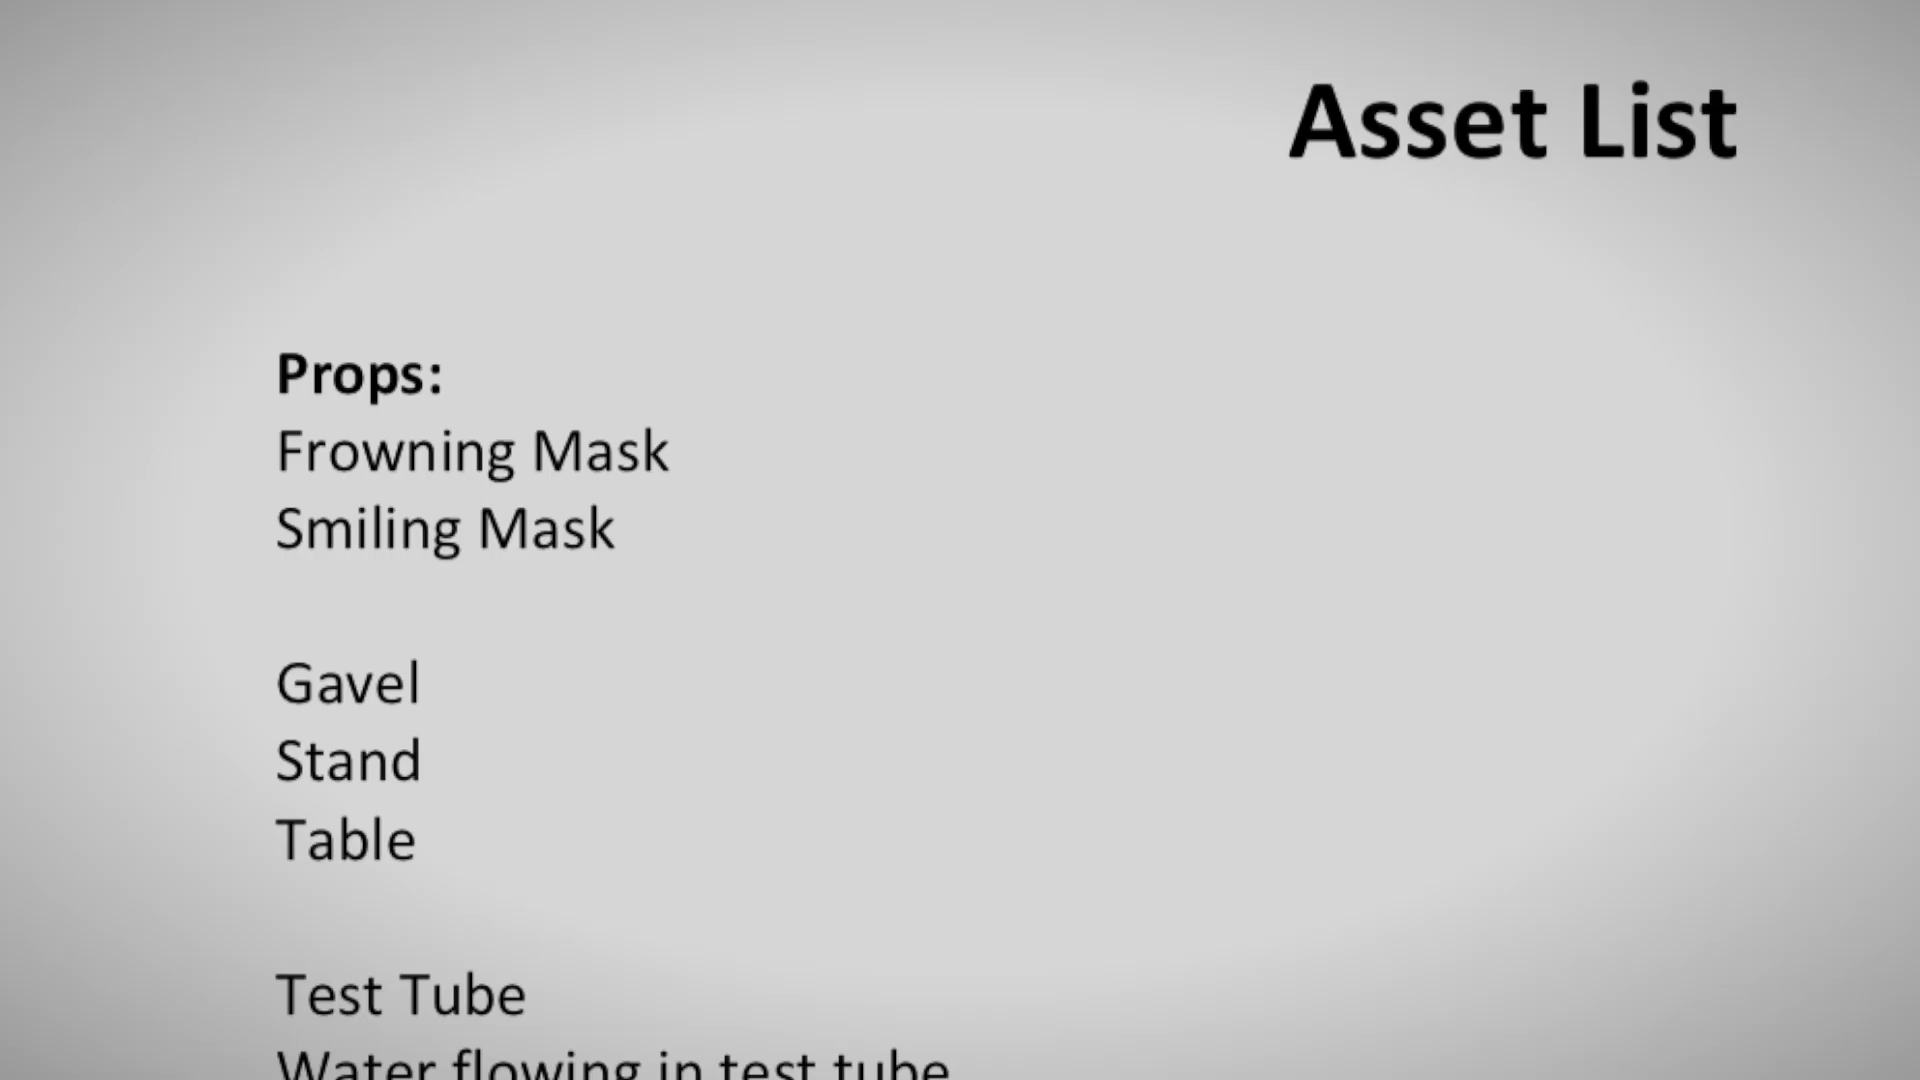 Asset List
Props:
Frowning Mask
Smiling Mask
Gavel
Stand
Table
Test Tube
Water flowing in test tube